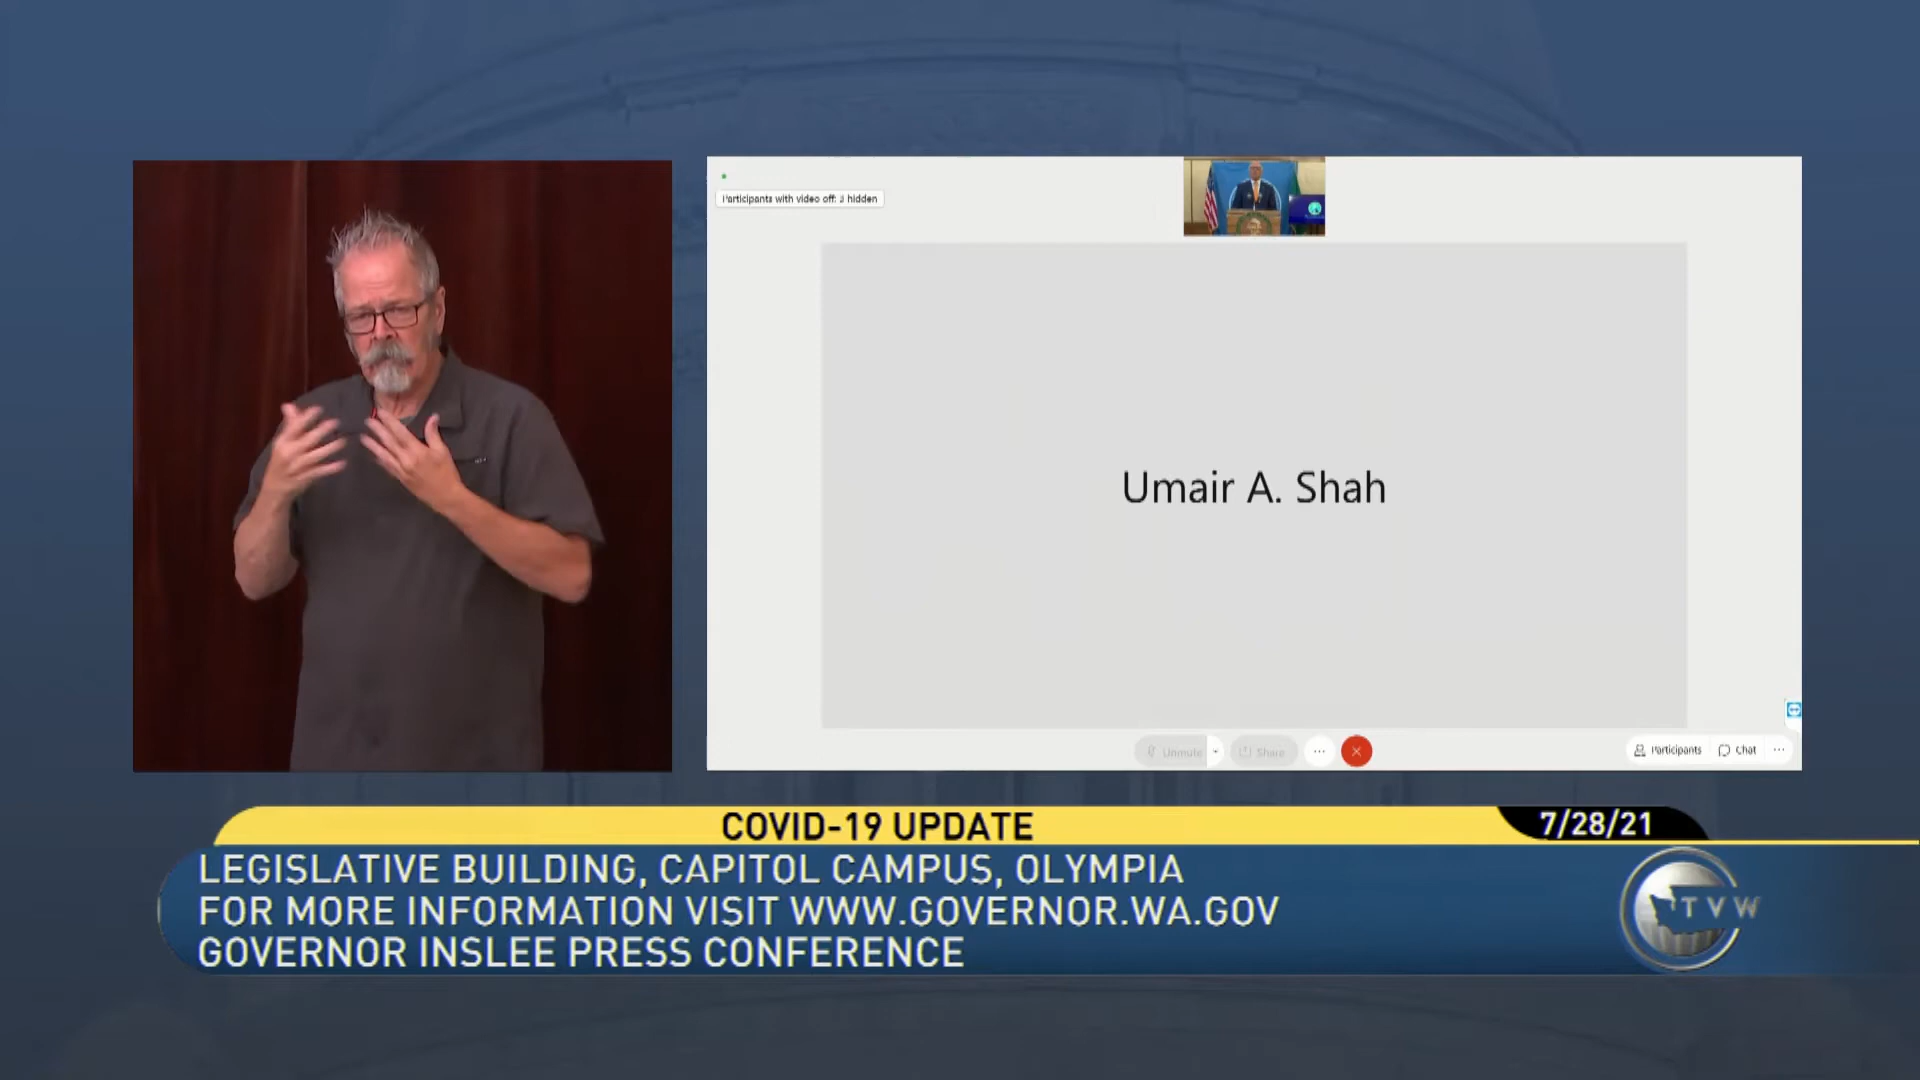 Participants with video off: 3 hidden
Umair A. Shah
Unmute
Share
Participants
Chat
COVID-19 UPDATE
7/28/21
LEGISLATIVE BUILDING, CAPITOL CAMPUS, OLYMPIA
FOR MORE INFORMATION VISIT WWW.GOVERNOR.WA.GOV
GOVERNOR INSLEE PRESS CONFERENCE
TVW